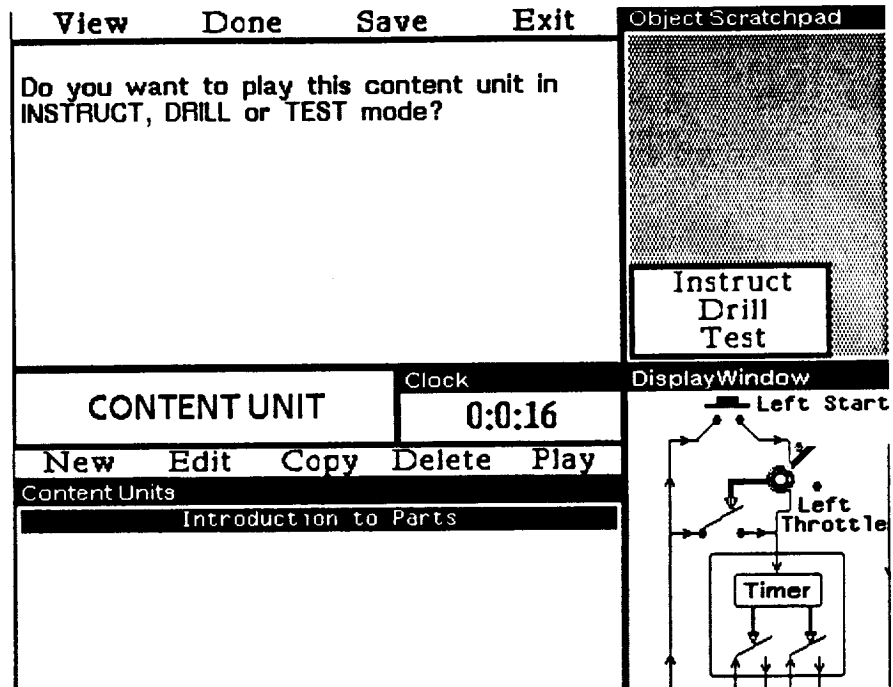 View Done Save Exit
Do you want to play this content unit in
INSTRUCT, DRILL or TEST mode?
Object Scratchpad
Instruct
Drill
Test
CONTENT UNIT
Clock
0:0:16
New Edit Copy Delete Play
Content Units
Introduction to Parts
DisplayWindow
Left Start
Left
Throttle
Timer